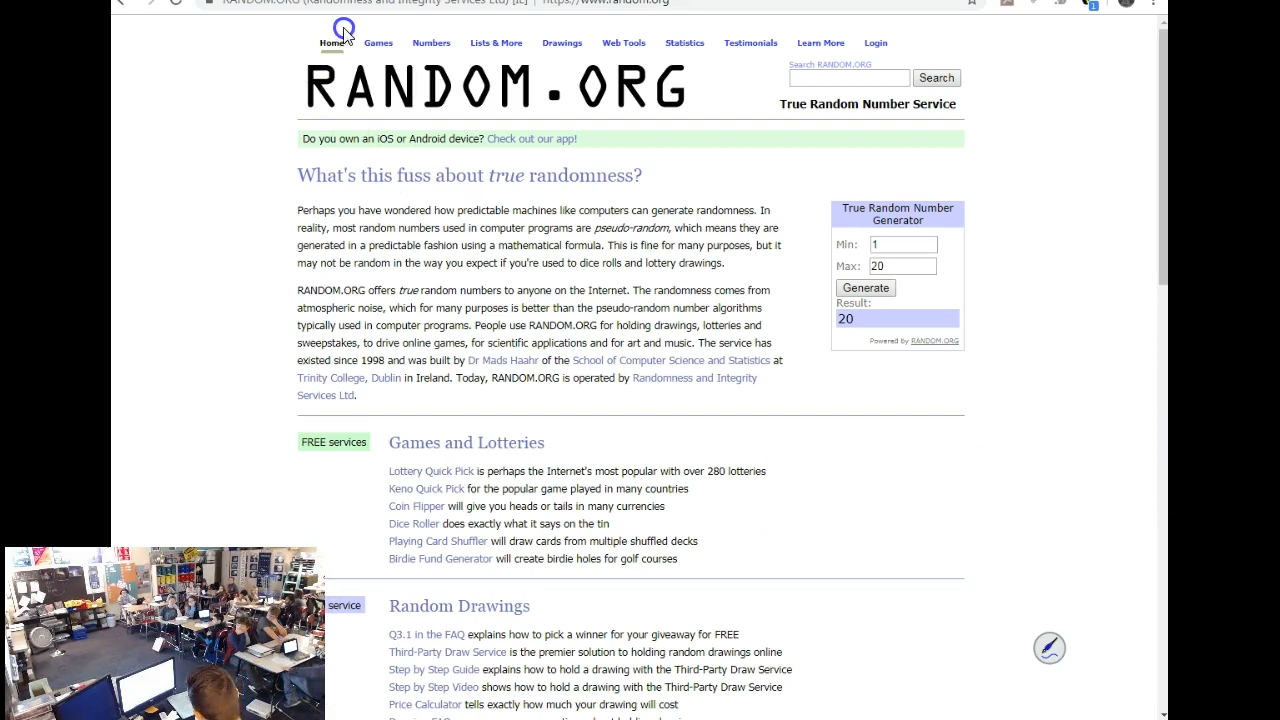 RANDOM.ORG (Randomness and Integrity Services Ltd) [IE] | https://www.random.org
1
Home Games Numbers Lists & More Drawings Web Tools Statistics Testimonials Learn More Login
RANDOM.ORG
Search RANDOM.ORG
Search
True Random Number Service
Do you own an iOS or Android device? Check out our app!
What's this fuss about true randomness?
Perhaps you have wondered how predictable machines like computers can generate randomness. In
reality, most random numbers used in computer programs are pseudo-random, which means they are
generated in a predictable fashion using a mathematical formula. This is fine for many purposes, but it
may not be random in the way you expect if you're used to dice rolls and lottery drawings.
RANDOM.ORG offers true random numbers to anyone on the Internet. The randomness comes from
atmospheric noise, which for many purposes is better than the pseudo-random number algorithms
typically used in computer programs. People use RANDOM.ORG for holding drawings, lotteries and
sweepstakes, to drive online games, for scientific applications and for art and music. The service has
existed since 1998 and was built by Dr Mads Haahr of the School of Computer Science and Statistics at
Trinity College, Dublin in Ireland. Today, RANDOM.ORG is operated by Randomness and Integrity
Services Ltd.
True Random Number
Generator
Min: 1
Max: 20
Generate
Result:
20
Powered by RANDOM.ORG
FREE services
Games and Lotteries
Lottery Quick Pick is perhaps the Internet's most popular with over 280 lotteries
Keno Quick Pick for the popular game played in many countries
Coin Flipper will give you heads or tails in many currencies
Dice Roller does exactly what it says on the tin
Playing Card Shuffler will draw cards from multiple shuffled decks
Birdie Fund Generator will create birdie holes for golf courses
service
Random Drawings
Q3.1 in the FAQ explains how to pick a winner for your giveaway for FREE
Third-Party Draw Service is the premier solution to holding random drawings online
Step by Step Guide explains how to hold a drawing with the Third-Party Draw Service
Step by Step Video shows how to hold a drawing with the Third-Party Draw Service
Price Calculator tells exactly how much your drawing will cost